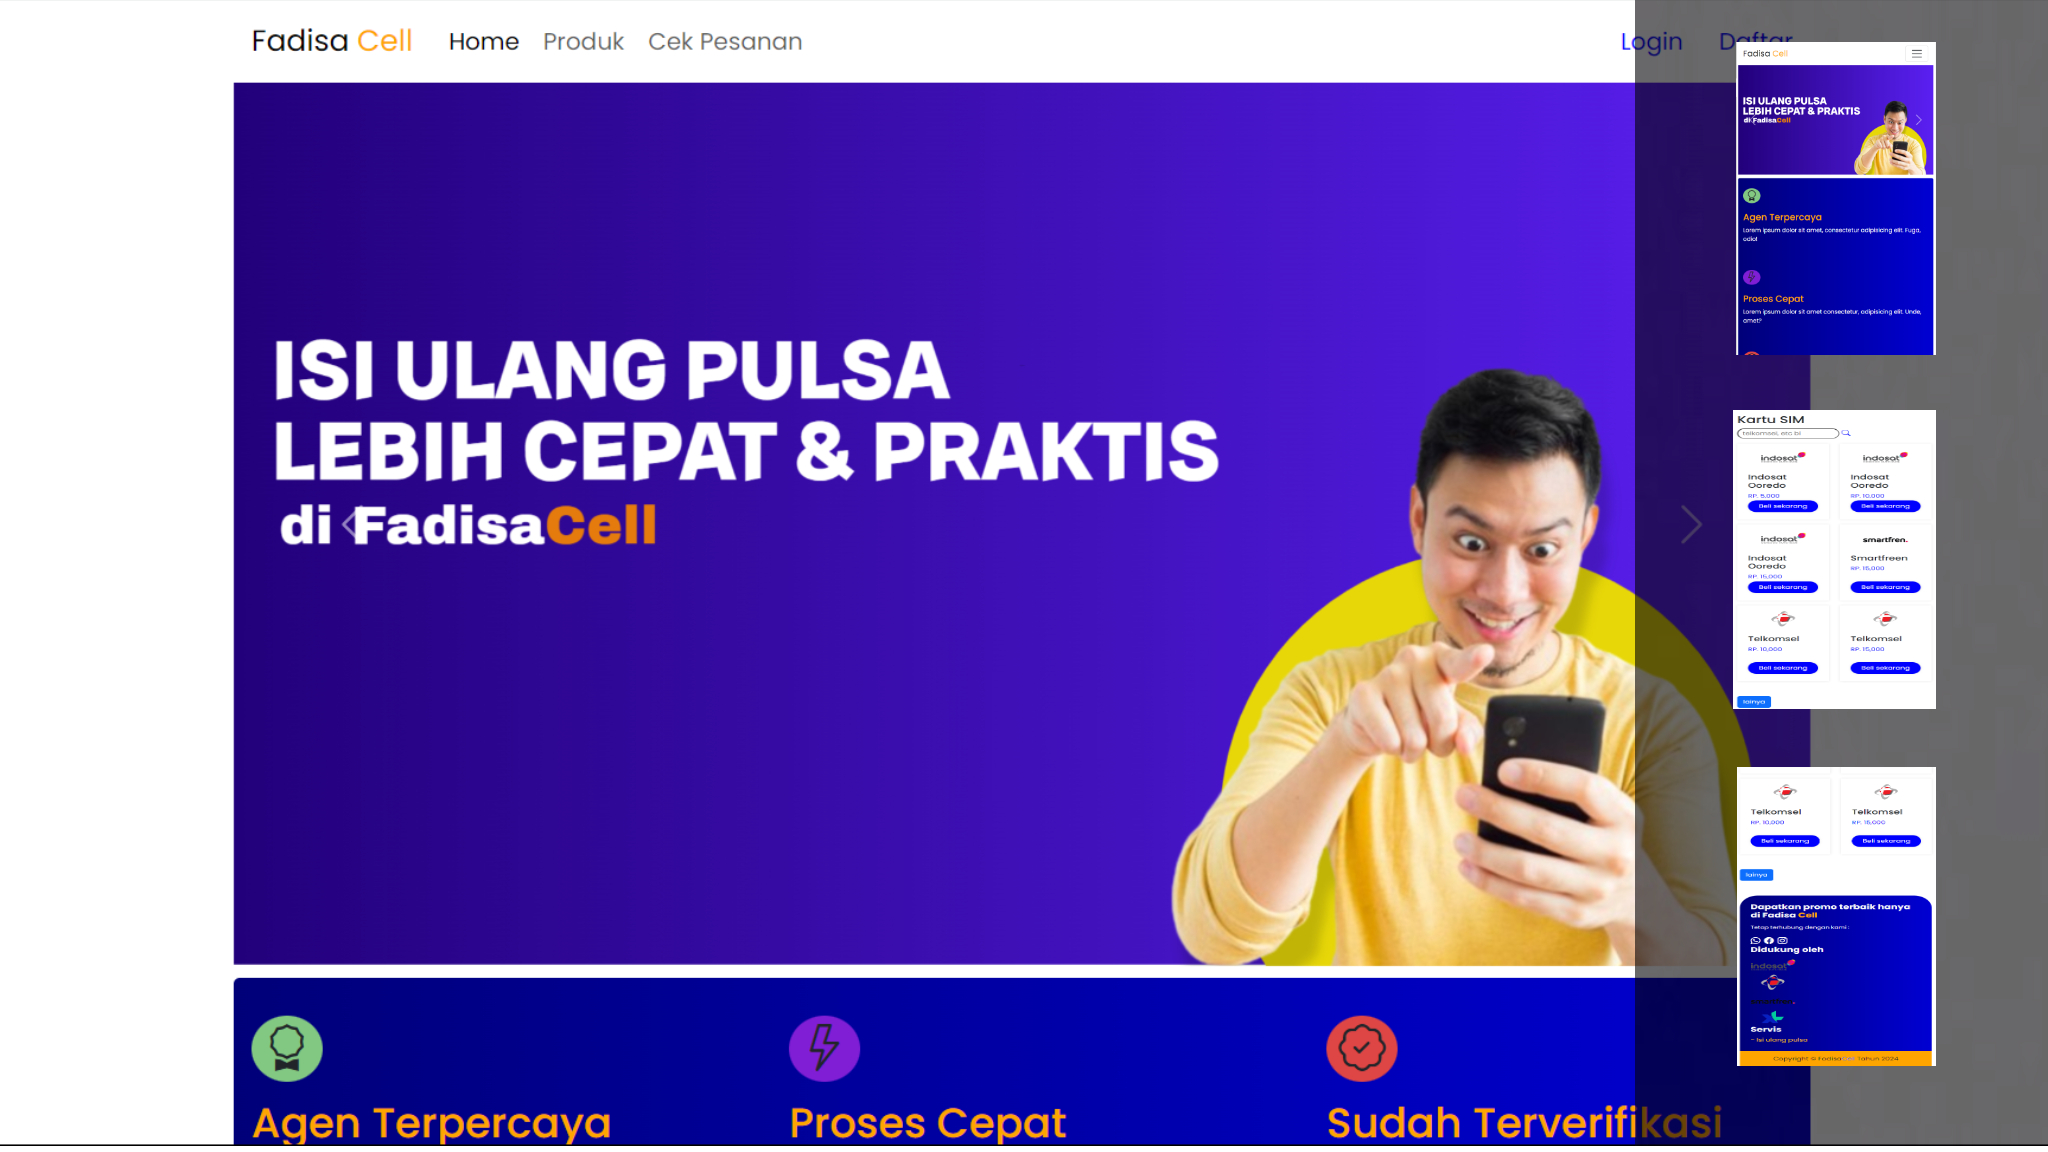 Fadisa Cell
Home
Produk
Cek Pesanan
Login
Daftar
ISI ULANG PULSA
LEBIH CEPAT & PRAKTIS
di FadisaCell
Agen Terpercaya
Proses Cepat
Sudah Terverifikasi
Fadisa Cell
ISI ULANG PULSA
LEBIH CEPAT & PRAKTIS
di FadisaCell
Agen Terpercaya
Lorem ipsum dolor sit amet, consectetur adipisicing elit. Fuga,
odio!
Proses Cepat
Lorem ipsum dolor sit amet consectetur, adipisicing elit. Unde,
amet?
Kartu SIM
telkomsel, ero bi
indosat
indosat
Indosat
Ooredo
Indosat
Ooredo
RP. 5,000
RP. 10,000
Beli sekarang
Beli sekarang
indosat
smartfren.
Indosat
Ooredo
Smartfreen
RP. 15,000
RP. 15,000
Beli sekarang
Beli sekarang
Telkomsel
Telkomsel
RP. 10,000
RP. 15,000
Beli sekarang
Beli sekarang
lainya
Telkomsel
Telkomsel
RP. 10,000
RP. 15,000
Beli sekarang
Beli sekarang
lainya
Dapatkan promo terbaik hanya
di Fadisa Cell
Tetap terhubung dengan kami :
Didukung oleh
indosat
XL
Servis
- Isi ulang pulsa
Copyright © FadisaCell Tahun 2024